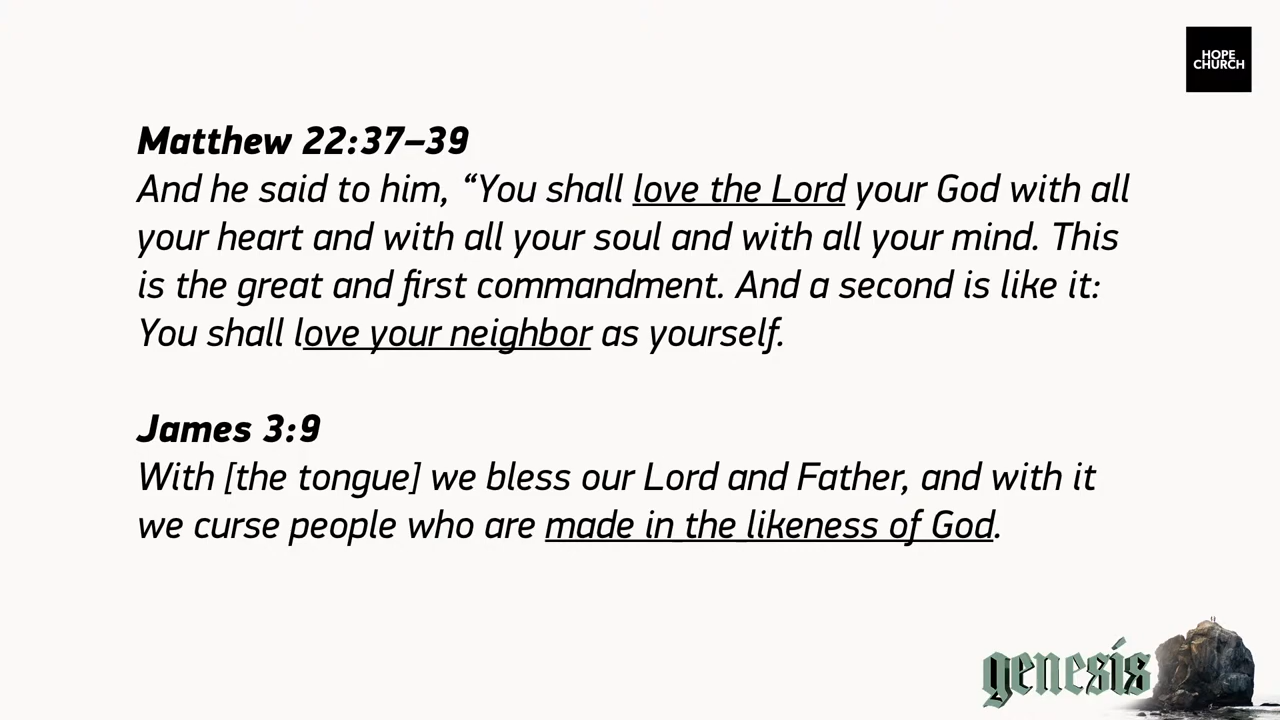 HOPE
CHURCH
Matthew 22:37–39
And he said to him, “You shall love the Lord your God with all
your heart and with all your soul and with all your mind. This
is the great and first commandment. And a second is like it:
You shall love your neighbor as yourself.
James 3:9
With [the tongue] we bless our Lord and Father, and with it
we curse people who are made in the likeness of God.
genesis